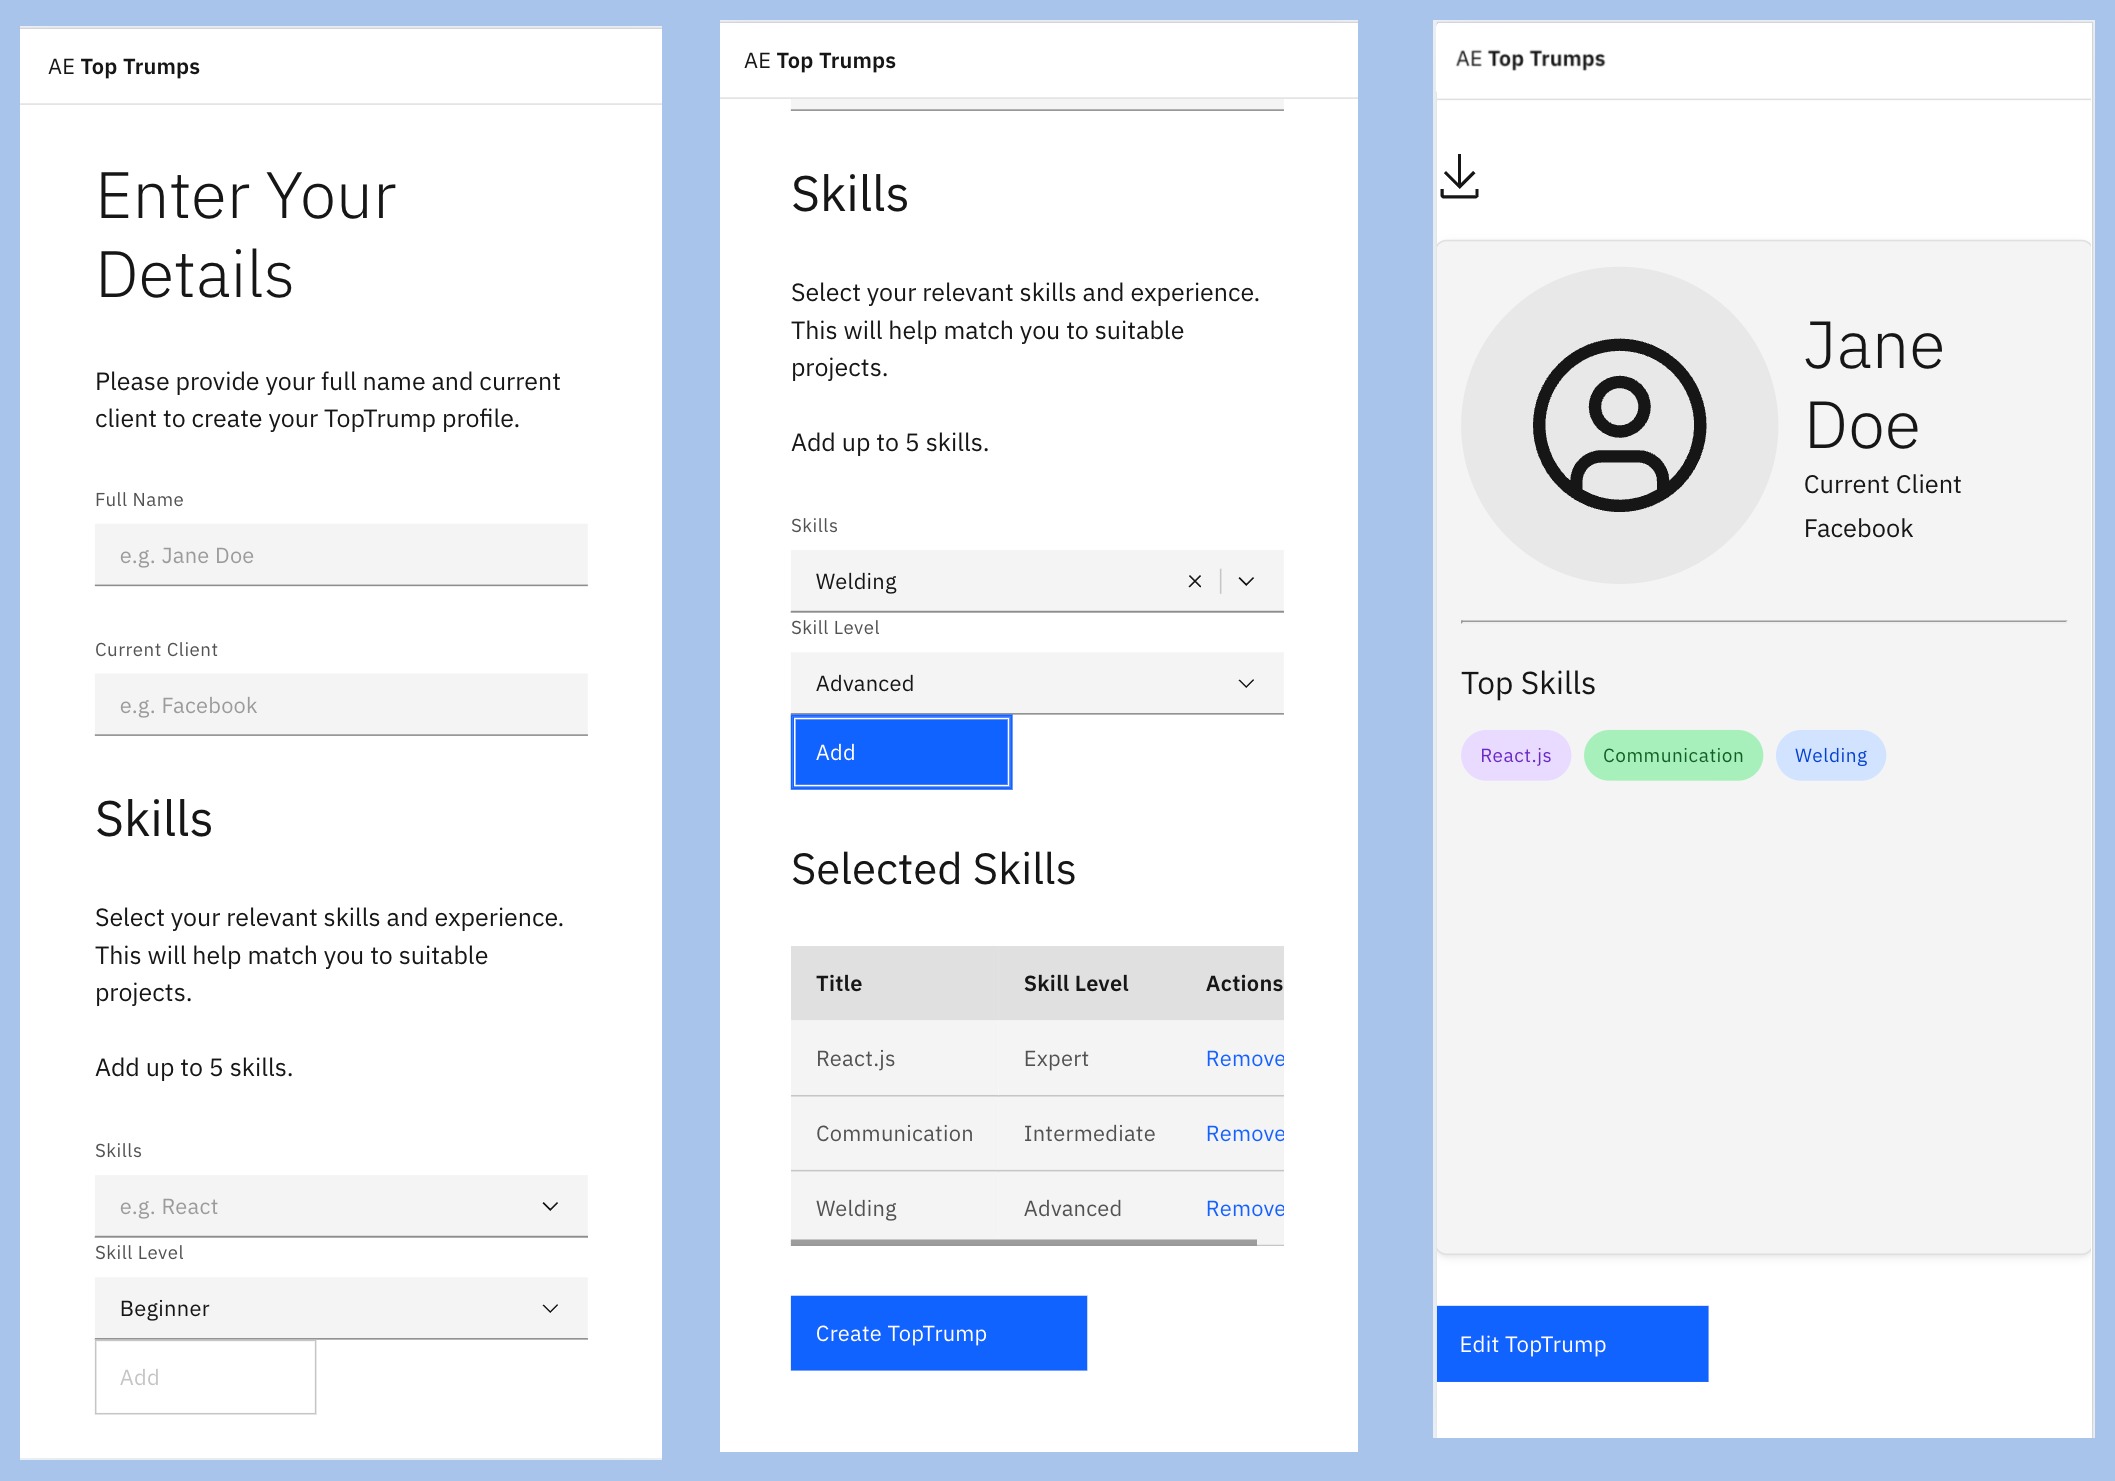 AE Top Trumps
Enter Your
Details
Please provide your full name and current
client to create your TopTrump profile.
Full Name
e.g. Jane Doe
Current Client
e.g. Facebook
Skills
Select your relevant skills and experience.
This will help match you to suitable
projects.
Add up to 5 skills.
Skills
e.g. React
Skill Level
Beginner
Add
AE Top Trumps
Skills
Select your relevant skills and experience.
This will help match you to suitable
projects.
Add up to 5 skills.
Skills
Welding
Skill Level
Advanced
Add
Selected Skills
Title Skill Level Actions
React.js Expert Remove
Communication Intermediate Remove
Welding Advanced Remove
Create TopTrump
AE Top Trumps
Jane
Doe
Current Client
Facebook
Top Skills
React.js Communication Welding
Edit TopTrump